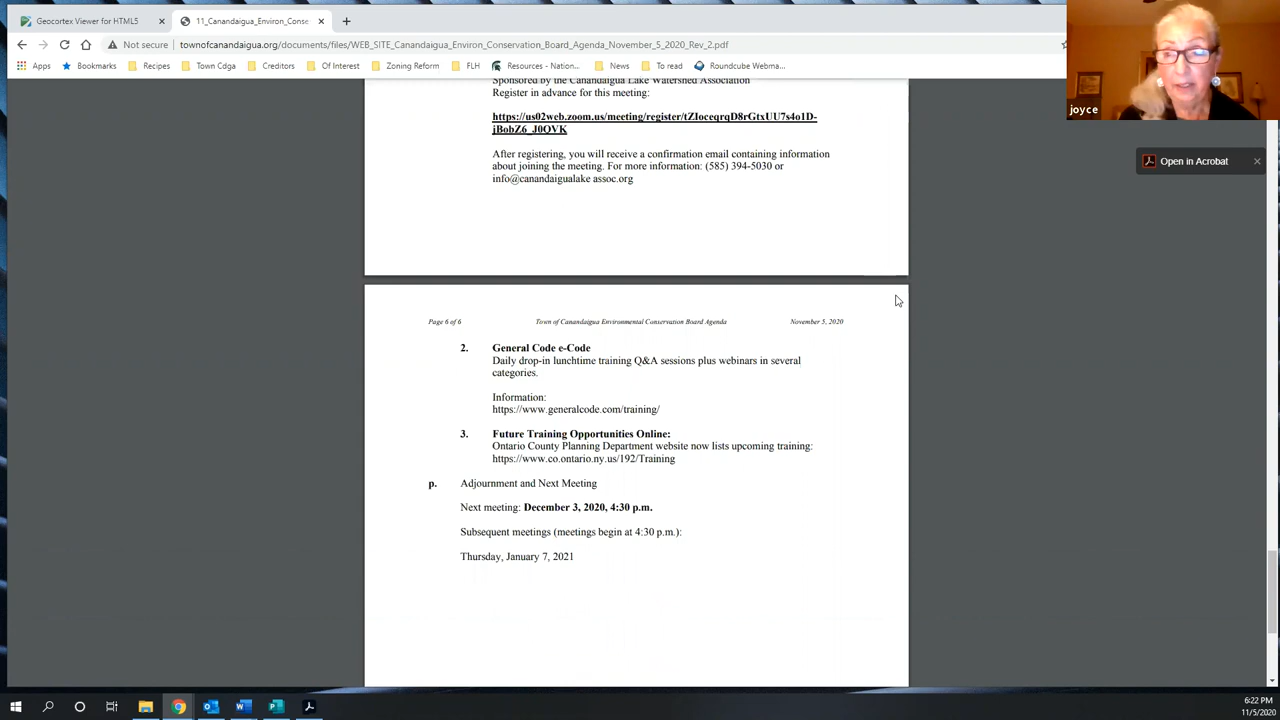 Geocortex Viewer for HTML5
11_Canandaigua_Environ_Conse
Not secure
townofcanandaigua.org/documents/files/WEB_SITE_Canandaigua_Environ_Conservation_Board_Agenda_November_5_2020_Rev_2.pdf
Apps Bookmarks Recipes Town Cdga Creditors Of Interest Zoning Reform FLH Resources - Nation... News To read Roundcube Webma...
joyce
Open in Acrobat
Sponsored by the Canandaigua Lake Watershed Association
Register in advance for this meeting:
https://us02web.zoom.us/meeting/register/tZIoceqrqD8rGtxUU7s4o1D-
jBobZ6_J0QVK
After registering, you will receive a confirmation email containing information
about joining the meeting. For more information: (585) 394-5030 or
info@canandaigualake assoc.org
Page 6 of 6 Town of Canandaigua Environmental Conservation Board Agenda November 5, 2020
2. General Code e-Code
Daily drop-in lunchtime training Q&A sessions plus webinars in several
categories.
Information:
https://www.generalcode.com/training/
3. Future Training Opportunities Online:
Ontario County Planning Department website now lists upcoming training:
https://www.co.ontario.ny.us/192/Training
p. Adjournment and Next Meeting
Next meeting: December 3, 2020, 4:30 p.m.
Subsequent meetings (meetings begin at 4:30 p.m.):
Thursday, January 7, 2021
6:22 PM
11/5/2020